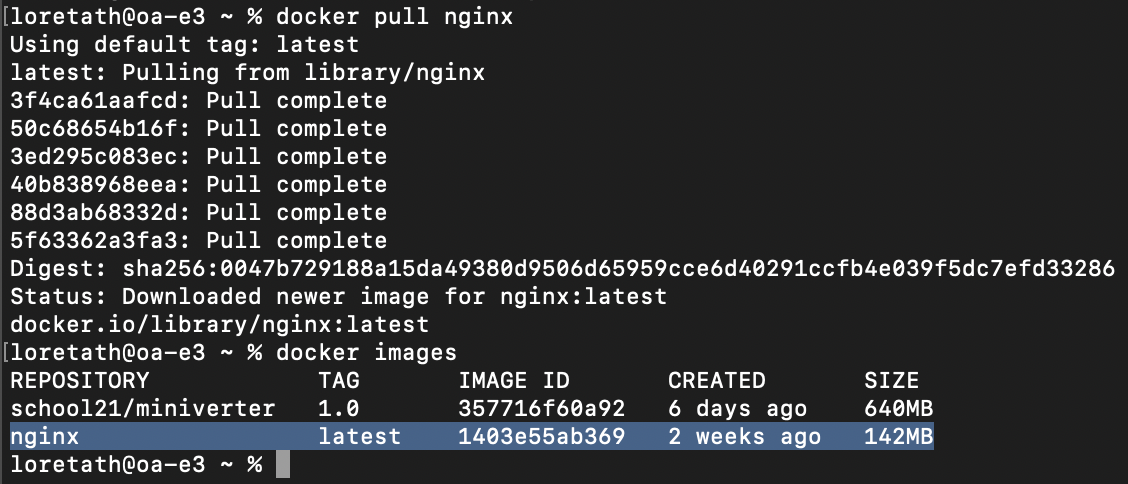 [loretath@oa-e3 ~ % docker pull nginx
Using default tag: latest
latest: Pulling from library/nginx
3f4ca61aafcd: Pull complete
50c68654b16f: Pull complete
3ed295c083ec: Pull complete
40b838968eea: Pull complete
88d3ab68332d: Pull complete
5f63362a3fa3: Pull complete
Digest: sha256:0047b729188a15da49380d9506d65959cce6d40291ccfb4e039f5dc7efd33286
Status: Downloaded newer image for nginx:latest
docker.io/library/nginx:latest
[loretath@oa-e3 ~ % docker images
REPOSITORY            TAG       IMAGE ID       CREATED       SIZE
school21/miniverter   1.0       357716f60a92   6 days ago    640MB
nginx                 latest    1403e55ab369   2 weeks ago   142MB
loretath@oa-e3 ~ %